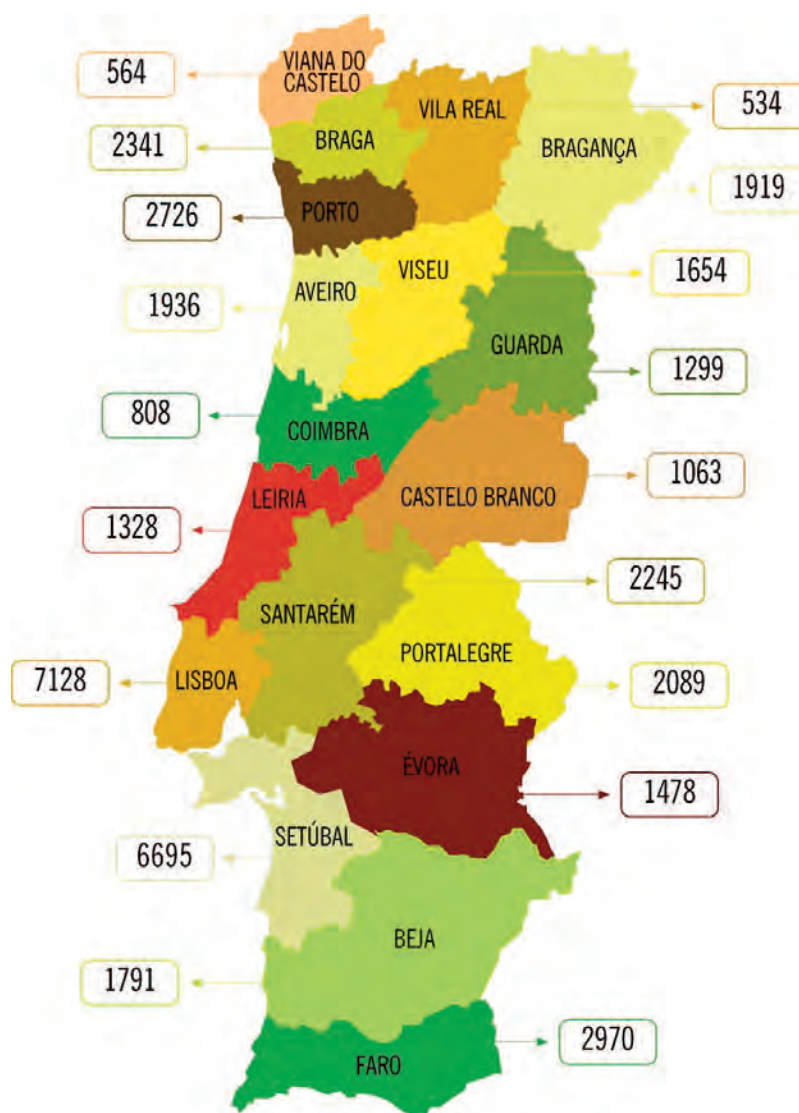 VIANA DO
CASTELO
564
VILA REAL
534
BRAGA
2341
BRAGANÇA
1919
PORTO
2726
VISEU
1654
AVEIRO
1936
GUARDA
1299
COIMBRA
808
CASTELO BRANCO
1063
LEIRIA
1328
SANTARÉM
2245
PORTALEGRE
2089
LISBOA
7128
ÉVORA
1478
SETÚBAL
6695
BEJA
1791
FARO
2970